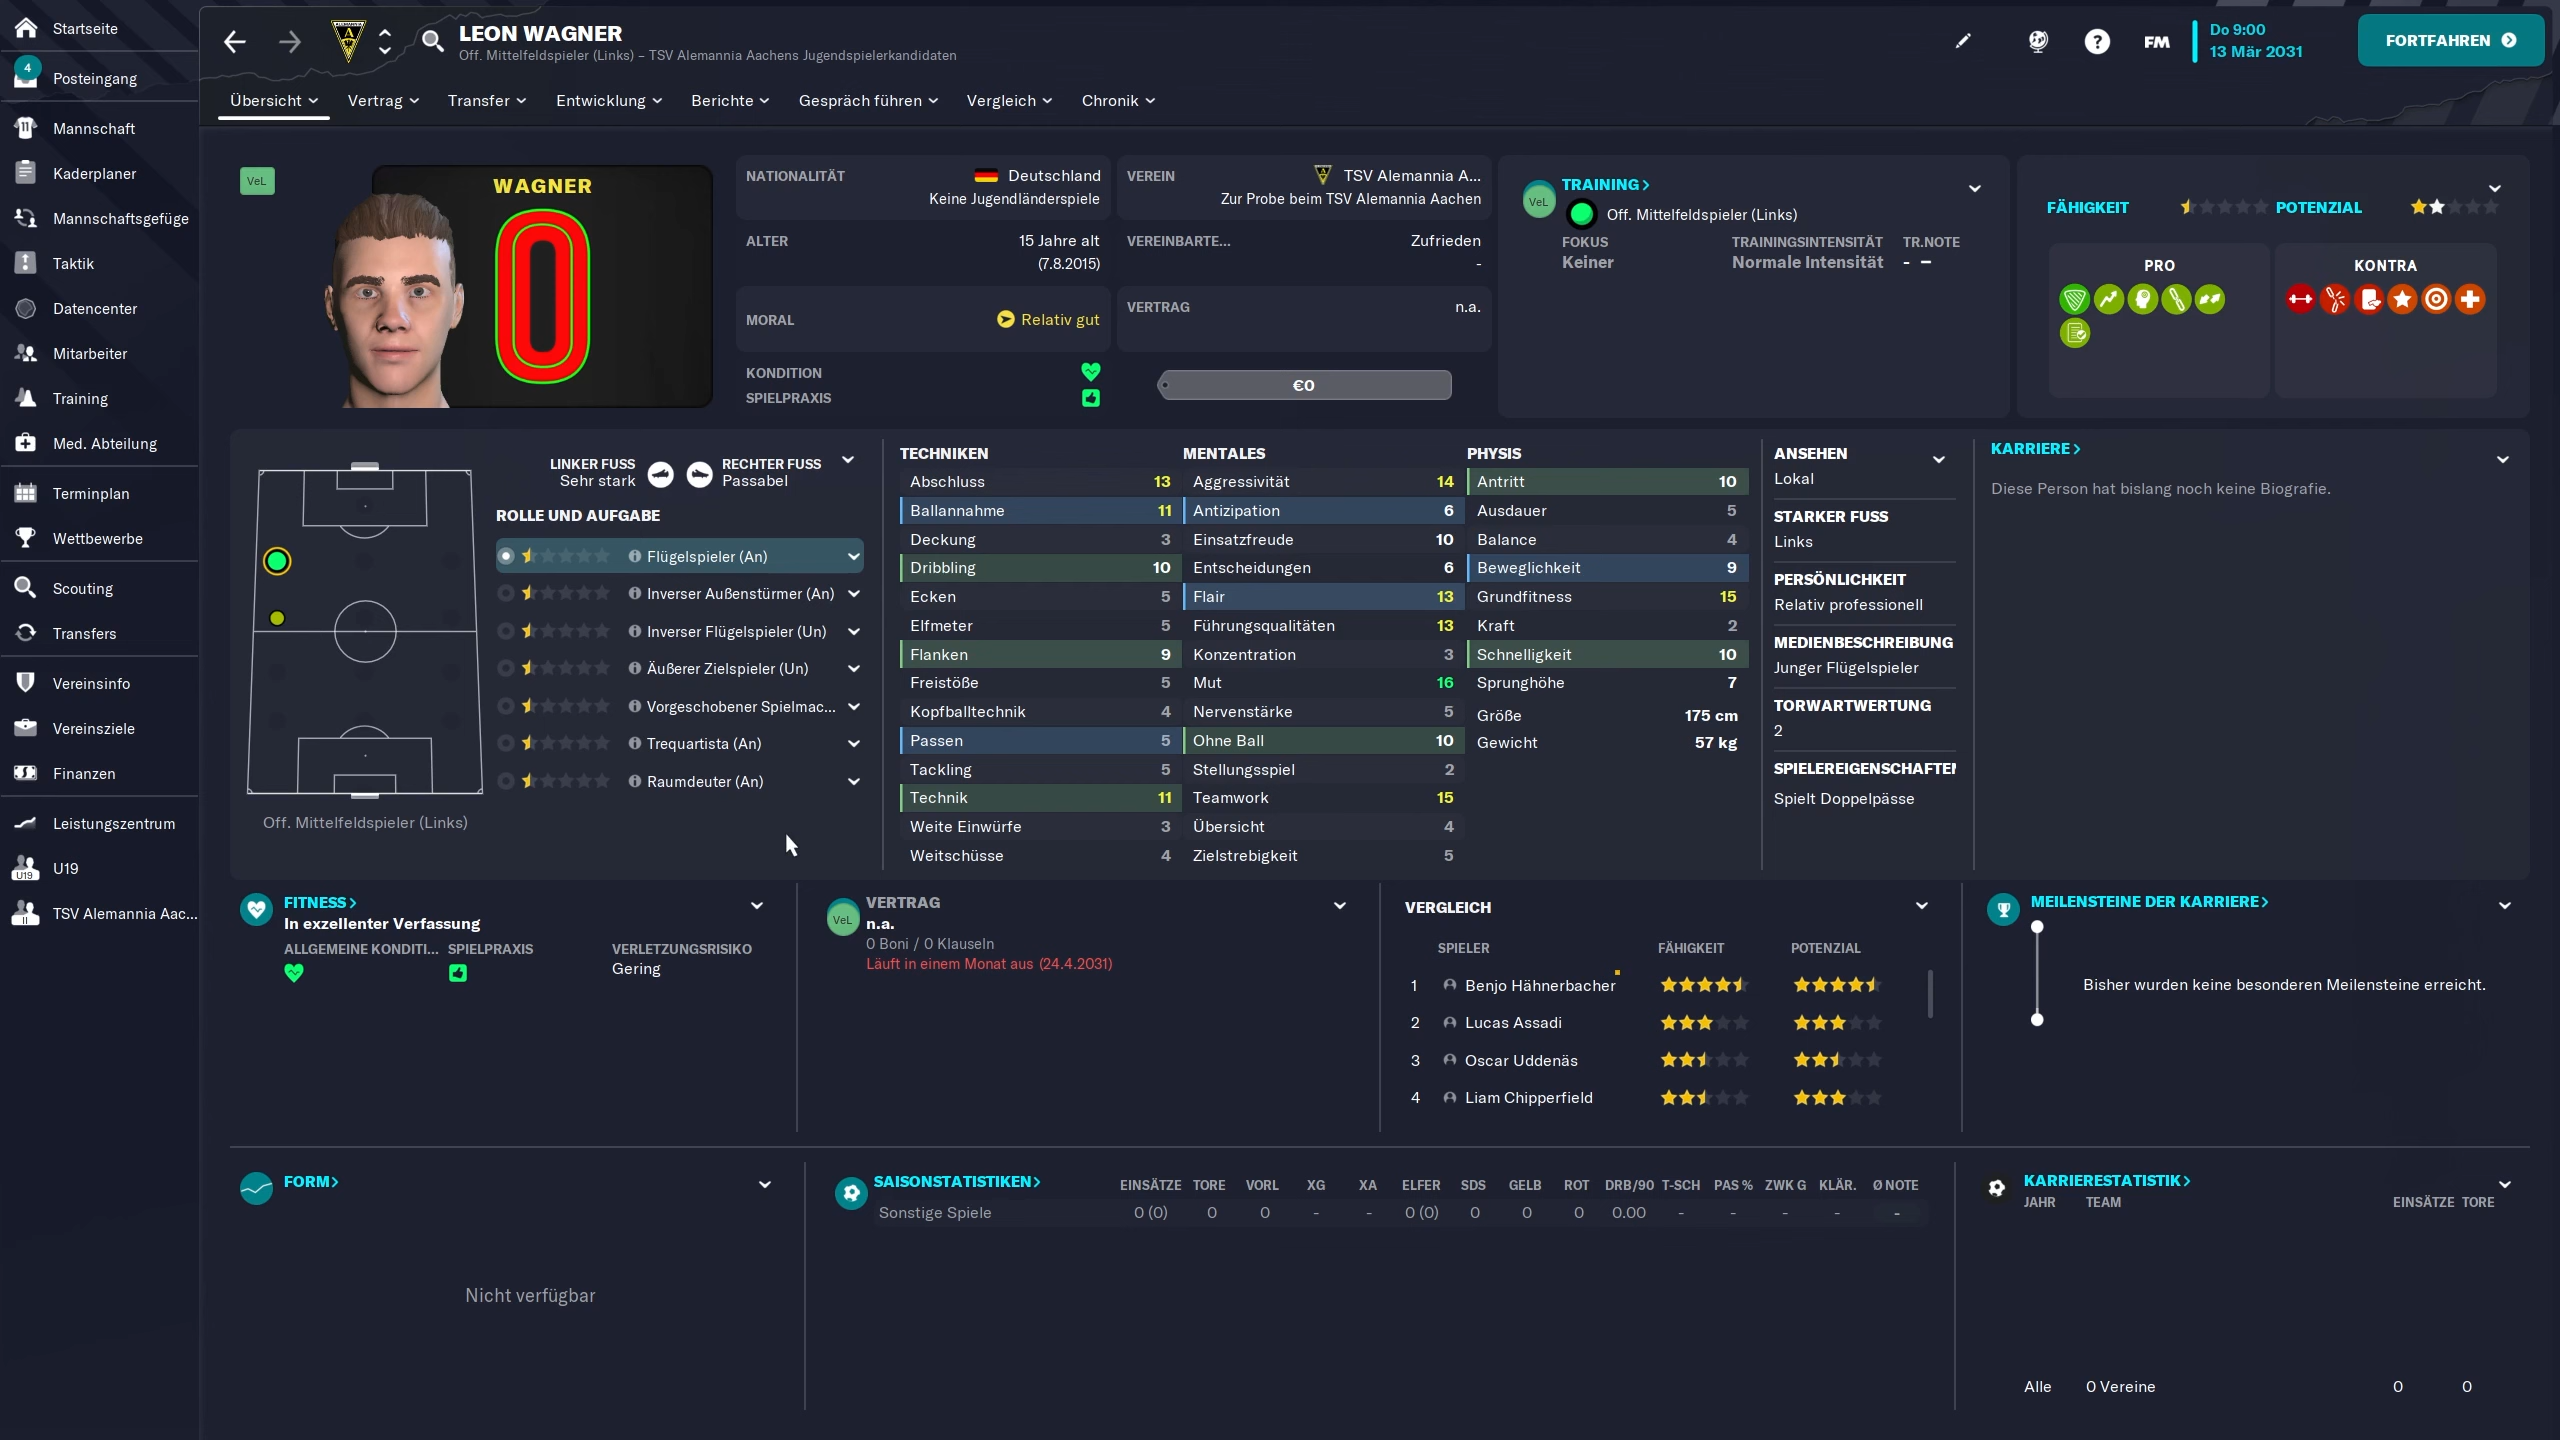 Startseite
4
Posteingang
Mannschaft
Kaderplaner
Mannschaftsgefüge
Taktik
Datencenter
Mitarbeiter
Training
Med. Abteilung
Terminplan
Wettbewerbe
Scouting
Transfers
Vereinsinfo
Vereinsziele
Finanzen
Leistungszentrum
U19
U19
II
TSV Alemannia Aac...
LEON WAGNER
Off. Mittelfeldspieler (Links) – TSV Alemannia Aachens Jugendspielerkandidaten
FM
Do 9:00
13 Mär 2031
FORTFAHREN
Übersicht Vertrag Transfer Entwicklung Berichte Gespräch führen Vergleich Chronik
VeL
WAGNER
0
NATIONALITÄT Deutschland
Keine Jugendländerspiele
ALTER 15 Jahre alt
(7.8.2015)
MORAL Relativ gut
KONDITION
SPIELPRAXIS
VEREIN TSV Alemannia A...
Zur Probe beim TSV Alemannia Aachen
VEREINBARTE... Zufrieden
-
VERTRAG n.a.
€0
VeL
TRAINING
Off. Mittelfeldspieler (Links)
FOKUS TRAININGSINTENSITÄT TR.NOTE
Keiner Normale Intensität - –
FÄHIGKEIT POTENZIAL
PRO KONTRA
LINKER FUSS RECHTER FUSS
Sehr stark Passabel
ROLLE UND AUFGABE
Flügelspieler (An)
Inverser Außenstürmer (An)
Inverser Flügelspieler (Un)
Äußerer Zielspieler (Un)
Vorgeschobener Spielmac...
Trequartista (An)
Raumdeuter (An)
Off. Mittelfeldspieler (Links)
TECHNIKEN
Abschluss 13
Ballannahme 11
Deckung 3
Dribbling 10
Ecken 5
Elfmeter 5
Flanken 9
Freistöße 5
Kopfballtechnik 4
Passen 5
Tackling 5
Technik 11
Weite Einwürfe 3
Weitschüsse 4
MENTALES
Aggressivität 14
Antizipation 6
Einsatzfreude 10
Entscheidungen 6
Flair 13
Führungsqualitäten 13
Konzentration 3
Mut 16
Nervenstärke 5
Ohne Ball 10
Stellungsspiel 2
Teamwork 15
Übersicht 4
Zielstrebigkeit 5
PHYSIS
Antritt 10
Ausdauer 5
Balance 4
Beweglichkeit 9
Grundfitness 15
Kraft 2
Schnelligkeit 10
Sprunghöhe 7
Größe 175 cm
Gewicht 57 kg
ANSEHEN
Lokal
STARKER FUSS
Links
PERSÖNLICHKEIT
Relativ professionell
MEDIENBESCHREIBUNG
Junger Flügelspieler
TORWARTWERTUNG
2
SPIELEREIGENSCHAFTEN
Spielt Doppelpässe
KARRIERE
Diese Person hat bislang noch keine Biografie.
FITNESS
In exzellenter Verfassung
ALLGEMEINE KONDITI... SPIELPRAXIS VERLETZUNGSRISIKO
Gering
VeL
VERTRAG
n.a.
0 Boni / 0 Klauseln
Läuft in einem Monat aus (24.4.2031)
VERGLEICH
SPIELER FÄHIGKEIT POTENZIAL
1 Benjo Hähnerbacher
2 Lucas Assadi
3 Oscar Uddenäs
4 Liam Chipperfield
MEILENSTEINE DER KARRIERE
Bisher wurden keine besonderen Meilensteine erreicht.
FORM
Nicht verfügbar
SAISONSTATISTIKEN EINSÄTZE TORE VORL XG XA ELFER SDS GELB ROT DRB/90 T-SCH PAS % ZWK G KLÄR. Ø NOTE
Sonstige Spiele 0 (0) 0 0 - - 0 (0) 0 0 0 0.00 - - - - -
KARRIERESTATISTIK
JAHR TEAM EINSÄTZE TORE
Alle 0 Vereine 0 0